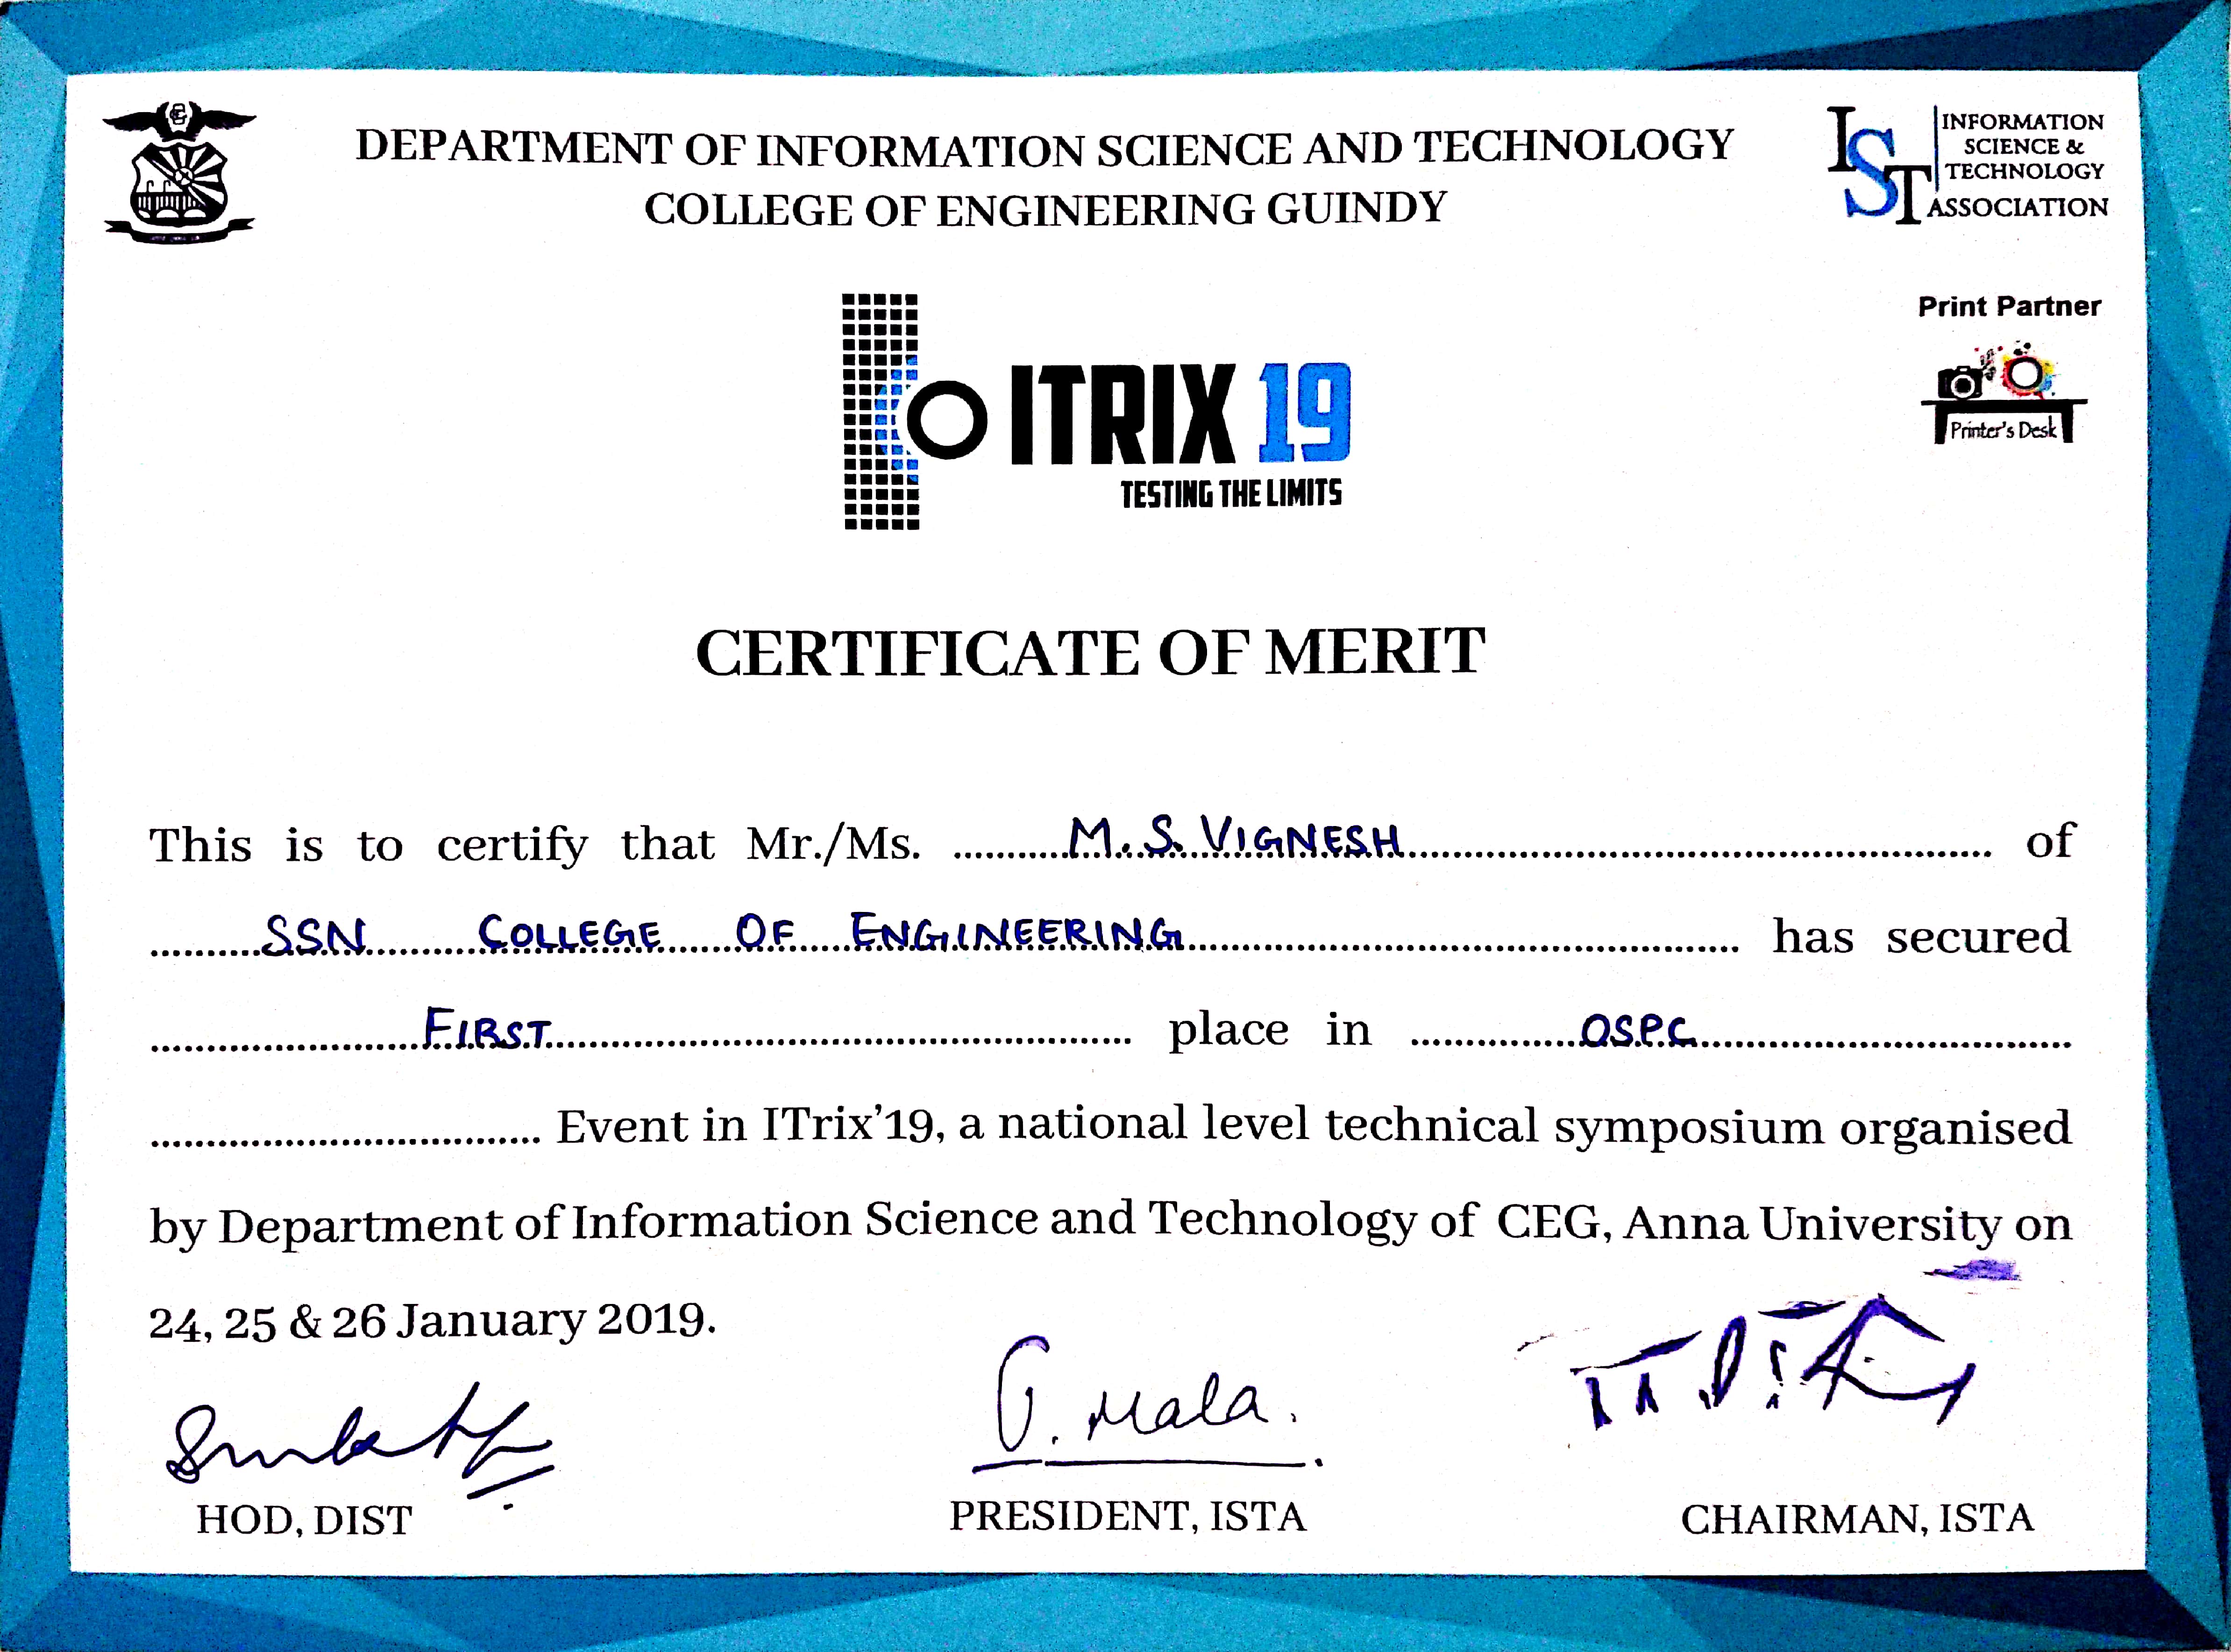 DEPARTMENT OF INFORMATION SCIENCE AND TECHNOLOGY
COLLEGE OF ENGINEERING GUINDY
IST
INFORMATION
SCIENCE &
TECHNOLOGY
ASSOCIATION
Print Partner
Printer's Desk
ITRIX 19
TESTING THE LIMITS
CERTIFICATE OF MERIT
This is to certify that Mr./Ms. M. S. VIGNESH of
SSN COLLEGE OF ENGINEERING has secured
FIRST place in OSPC
Event in ITrix'19, a national level technical symposium organised
by Department of Information Science and Technology of CEG, Anna University on
24, 25 & 26 January 2019.
Mala.
HOD, DIST
PRESIDENT, ISTA
CHAIRMAN, ISTA